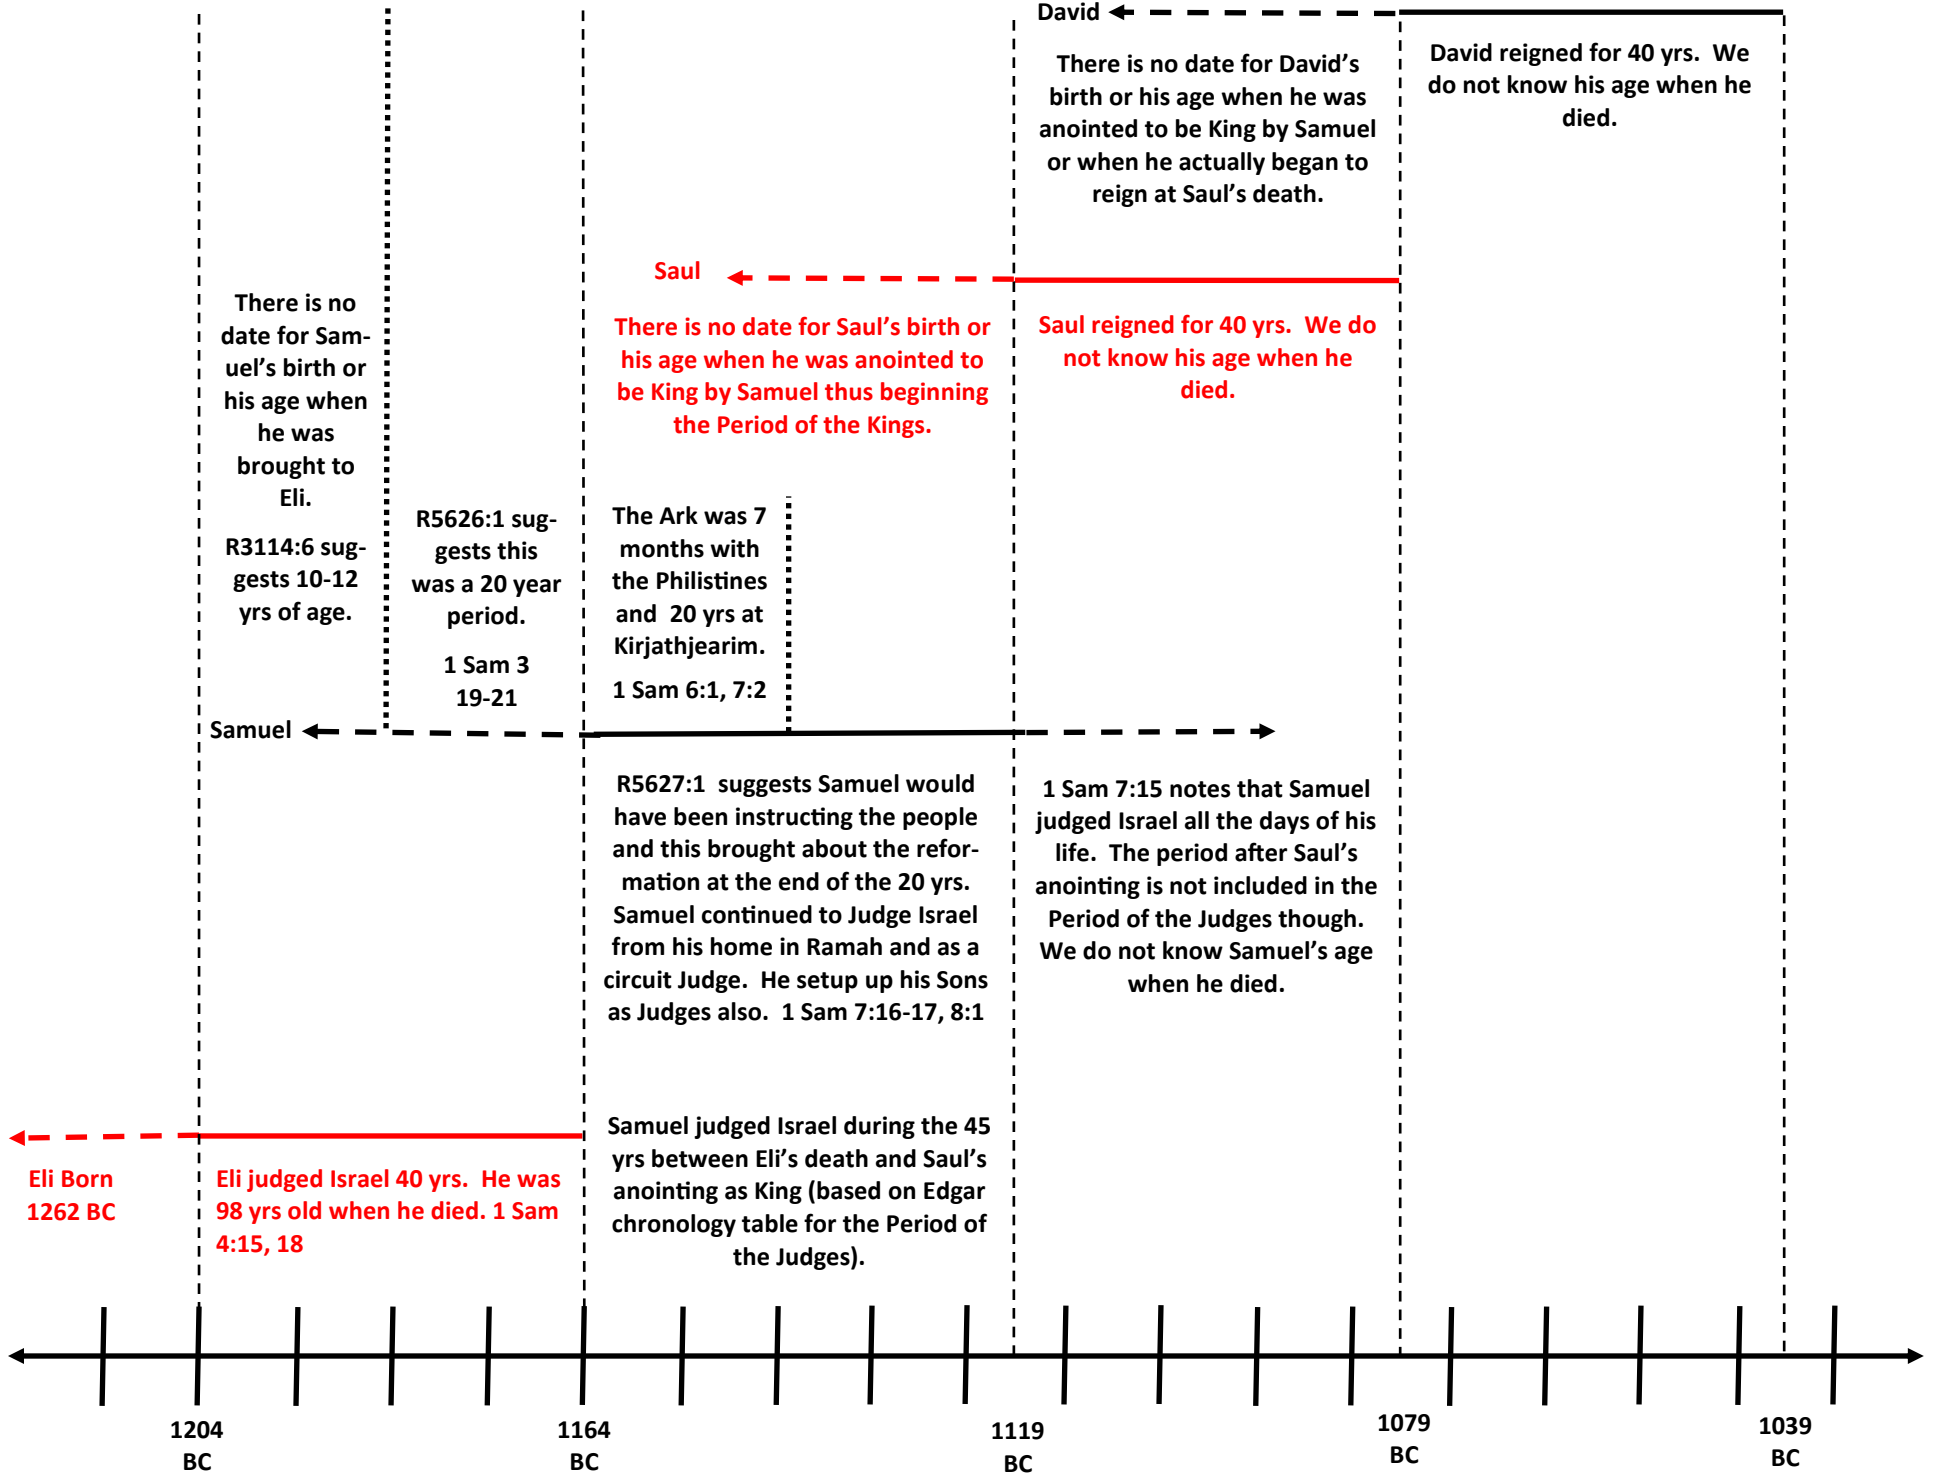 David
There is no date for David’s
birth or his age when he was
anointed to be King by Samuel
or when he actually began to
reign at Saul’s death.
David reigned for 40 yrs.  We
do not know his age when he
died.
Saul
There is no date for Saul’s birth or
his age when he was anointed to
be King by Samuel thus beginning
the Period of the Kings.
Saul reigned for 40 yrs.  We do
not know his age when he
died.
There is no
date for Sam-
uel’s birth or
his age when
he was
brought to
Eli.
R3114:6 sug-
gests 10-12
yrs of age.
R5626:1 sug-
gests this
was a 20 year
period.
1 Sam 3
19-21
The Ark was 7
months with
the Philistines
and  20 yrs at
Kirjathjearim.
1 Sam 6:1, 7:2
Samuel
R5627:1  suggests Samuel would
have been instructing the people
and this brought about the refor-
mation at the end of the 20 yrs.
Samuel continued to Judge Israel
from his home in Ramah and as a
circuit Judge.  He setup up his Sons
as Judges also.  1 Sam 7:16-17, 8:1
1 Sam 7:15 notes that Samuel
judged Israel all the days of his
life.  The period after Saul’s
anointing is not included in the
Period of the Judges though.
We do not know Samuel’s age
when he died.
Eli Born
1262 BC
Eli judged Israel 40 yrs.  He was
98 yrs old when he died. 1 Sam
4:15, 18
Samuel judged Israel during the 45
yrs between Eli’s death and Saul’s
anointing as King (based on Edgar
chronology table for the Period of
the Judges).
1204
BC
1164
BC
1119
BC
1079
BC
1039
BC